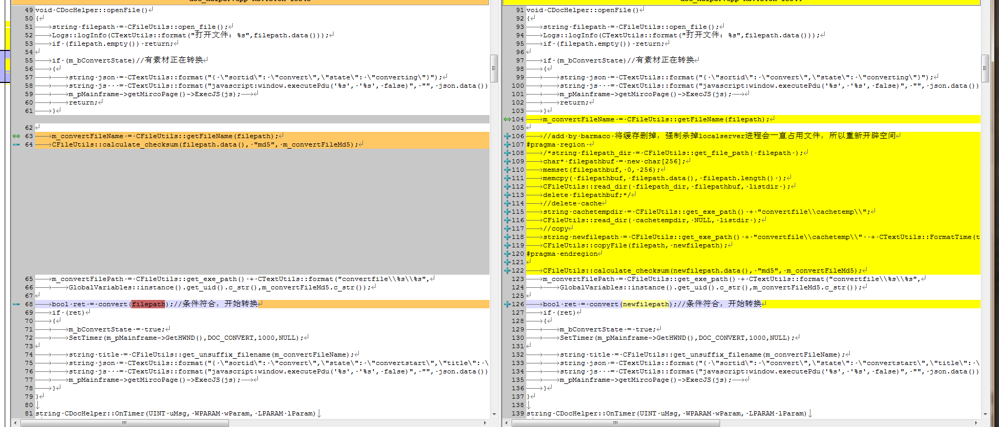 49 void CDocHelper::openFile()
50 {
51 string filepath = CFileUtils::open_file();
52 Logs::logInfo(CTextUtils::format("打开文件: %s",filepath.data()));
53 if (filepath.empty()) return;
54
55 if (m_bConvertState)//有素材正在转换
56 {
57 string json = CTextUtils::format("{ \"sortid\": \"convert\",\"state\": \"converting\"}");
58 string js = CTextUtils::format("javascript:window.executePdu('%s', '%s', false)", "", json.data())
59 m_pMainframe->getMircoPage()->ExecJS(js);
60 return;
61 }
62
63 m_convertFileName = CFileUtils::getFileName(filepath);
64 CFileUtils::calculate_checksum(filepath.data(), "md5", m_convertFileMd5);
65 m_convertFilePath = CFileUtils::get_exe_path() + CTextUtils::format("convertfile\\%s\\%s",
66 GlobalVariables::instance().get_uid().c_str(),m_convertFileMd5.c_str());
67
68 bool ret = convert(filepath);//条件符合，开始转换
69 if (ret)
70 {
71 m_bConvertState = true;
72 SetTimer(m_pMainframe->GetHWND(),DOC_CONVERT,1000,NULL);
73
74 string title = CFileUtils::get_unsuffix_filename(m_convertFileName);
75 string json = CTextUtils::format("{ \"sortid\": \"convert\",\"state\": \"convertstart\",\"title\": \
76 string js = CTextUtils::format("javascript:window.executePdu('%s', '%s', false)", "", json.data())
77 m_pMainframe->getMircoPage()->ExecJS(js);
78 }
79 }
80
81 string CDocHelper::OnTimer(UINT uMsg, WPARAM wParam, LPARAM lParam)
91 void CDocHelper::openFile()
92 {
93 string filepath = CFileUtils::open_file();
94 Logs::logInfo(CTextUtils::format("打开文件: %s",filepath.data()));
95 if (filepath.empty()) return;
96
97 if (m_bConvertState)//有素材正在转换
98 {
99 string json = CTextUtils::format("{ \"sortid\": \"convert\",\"state\": \"converting\"}");
100 string js = CTextUtils::format("javascript:window.executePdu('%s', '%s', false)", "", json.data())
101 m_pMainframe->getMircoPage()->ExecJS(js);
102 return;
103 }
104 m_convertFileName = CFileUtils::getFileName(filepath);
105
106 //add by barmaco 将缓存删掉，强制杀掉localserver进程会一直占用文件，所以重新开辟空间
107 #pragma region
108 /*string filepath_dir = CFileUtils::get_file_path( filepath );
109 char* filepathbuf = new char[256];
110 memset(filepathbuf, 0, 256);
111 memcpy( filepathbuf, filepath.data(), filepath.length() );
112 CFileUtils::read_dir( filepath_dir, filepathbuf, listdir );
113 delete filepathbuf;*/
114 //delete cache
115 string cachetempdir = CFileUtils::get_exe_path() + "convertfile\\cachetemp\\";
116 CFileUtils::read_dir( cachetempdir, NULL, listdir );
117 //copy
118 string newfilepath = CFileUtils::get_exe_path() + "convertfile\\cachetemp\\" + CTextUtils::FormatTime(t
119 CFileUtils::copyFile(filepath, newfilepath);
120 #pragma endregion
121
122 CFileUtils::calculate_checksum(newfilepath.data(), "md5", m_convertFileMd5);
123 m_convertFilePath = CFileUtils::get_exe_path() + CTextUtils::format("convertfile\\%s\\%s",
124 GlobalVariables::instance().get_uid().c_str(),m_convertFileMd5.c_str());
125
126 bool ret = convert(newfilepath);//条件符合，开始转换
127 if (ret)
128 {
129 m_bConvertState = true;
130 SetTimer(m_pMainframe->GetHWND(),DOC_CONVERT,1000,NULL);
131
132 string title = CFileUtils::get_unsuffix_filename(m_convertFileName);
133 string json = CTextUtils::format("{ \"sortid\": \"convert\",\"state\": \"convertstart\",\"title\": \
134 string js = CTextUtils::format("javascript:window.executePdu('%s', '%s', false)", "", json.data())
135 m_pMainframe->getMircoPage()->ExecJS(js);
136 }
137 }
138
139 string CDocHelper::OnTimer(UINT uMsg, WPARAM wParam, LPARAM lParam)